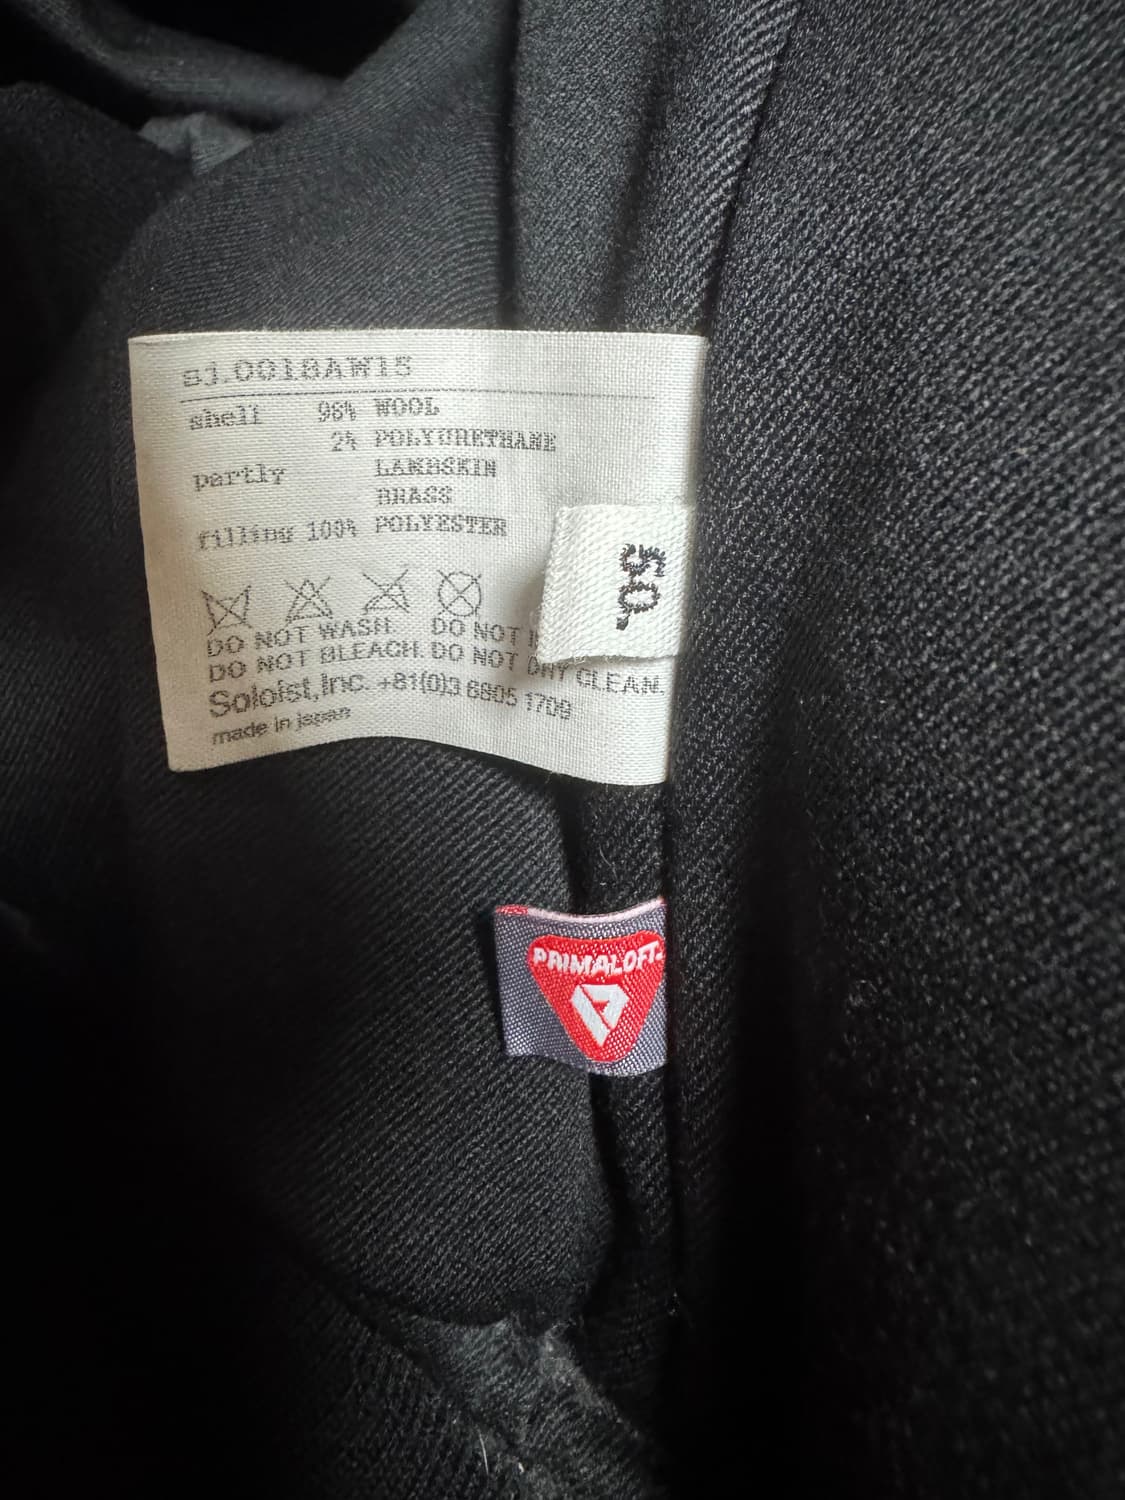 sj.0018AW15
shell 98% WOOL
2% POLYURETHANE
partly LAMBSKIN
BRASS
filling 100% POLYESTER
DO NOT WASH. DO NOT
DO NOT BLEACH. DO NOT DRY CLEAN.
Soloist,Inc. +81(0)3 6805 1709
made in japan
50.
PRIMALOFT